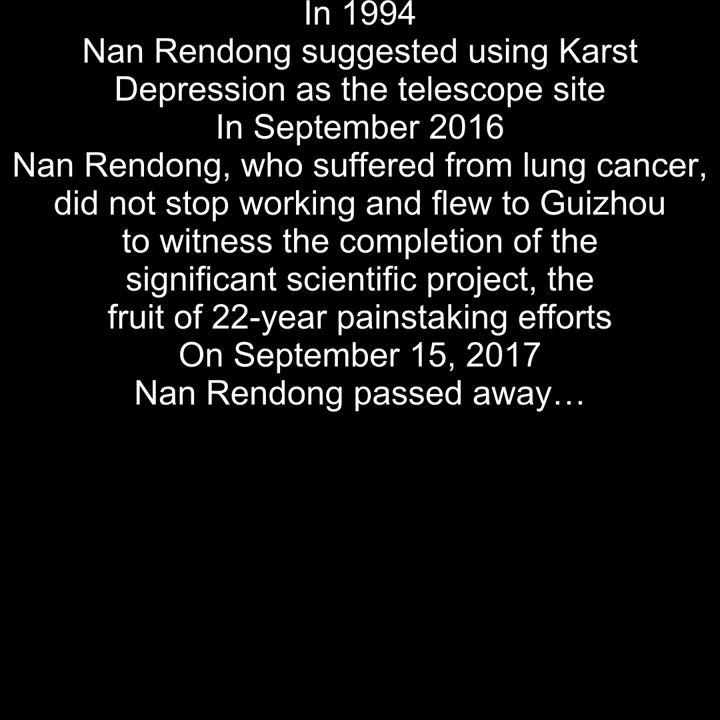 In 1994
Nan Rendong suggested using Karst
Depression as the telescope site
In September 2016
Nan Rendong, who suffered from lung cancer,
did not stop working and flew to Guizhou
to witness the completion of the
significant scientific project, the
fruit of 22-year painstaking efforts
On September 15, 2017
Nan Rendong passed away…